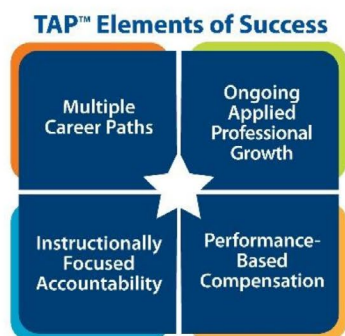 TAP™ Elements of Success
Multiple
Career Paths
Ongoing
Applied
Professional
Growth
Instructionally
Focused
Accountability
Performance-
Based
Compensation